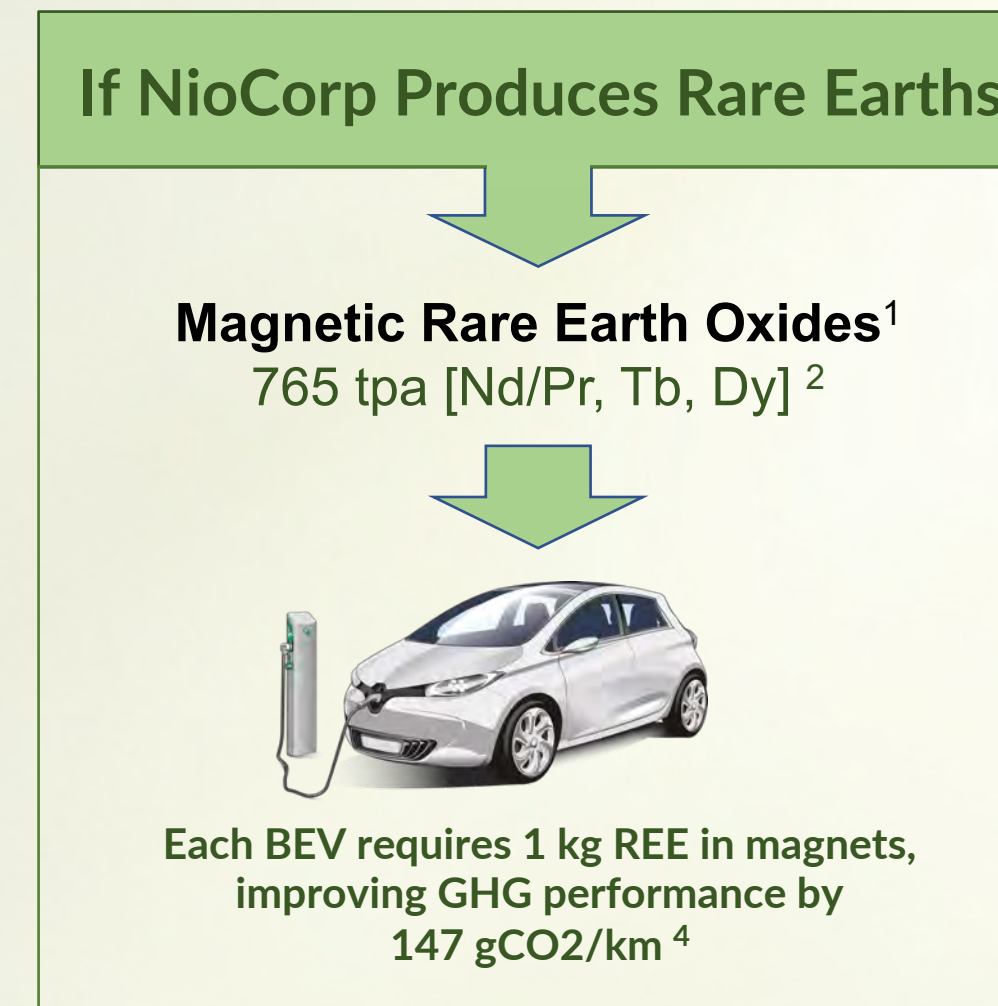 If NioCorp Produces Rare Earths
Magnetic Rare Earth Oxides¹
765 tpa [Nd/Pr, Tb, Dy] ²
Each BEV requires 1 kg REE in magnets,
improving GHG performance by
147 gCO2/km ⁴